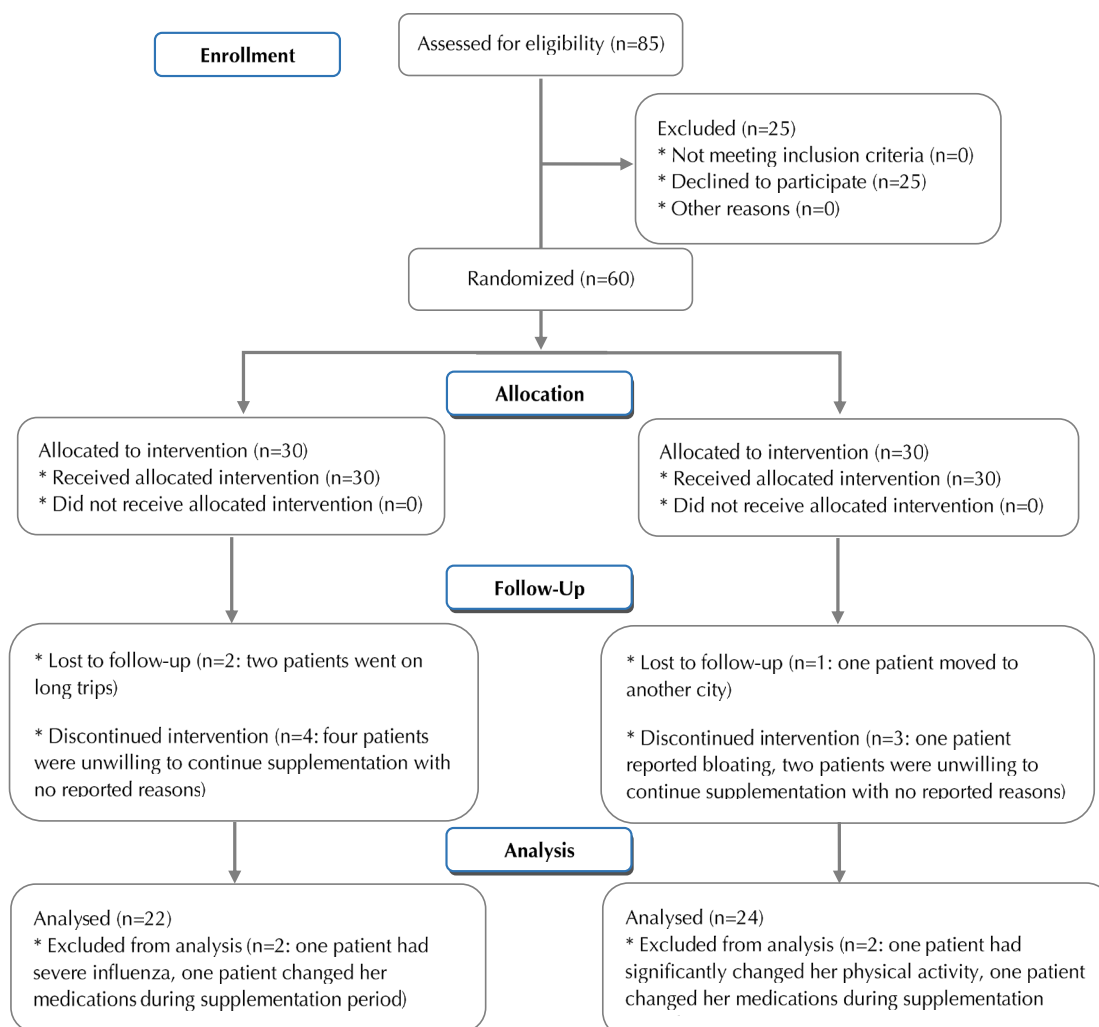 Enrollment
Assessed for eligibility (n=85)
Excluded (n=25)
* Not meeting inclusion criteria (n=0)
* Declined to participate (n=25)
* Other reasons (n=0)
Randomized (n=60)
Allocation
Allocated to intervention (n=30)
* Received allocated intervention (n=30)
* Did not receive allocated intervention (n=0)
Allocated to intervention (n=30)
* Received allocated intervention (n=30)
* Did not receive allocated intervention (n=0)
Follow-Up
* Lost to follow-up (n=2: two patients went on
long trips)
* Discontinued intervention (n=4: four patients
were unwilling to continue supplementation with
no reported reasons)
* Lost to follow-up (n=1: one patient moved to
another city)
* Discontinued intervention (n=3: one patient
reported bloating, two patients were unwilling to
continue supplementation with no reported reasons)
Analysis
Analysed (n=22)
* Excluded from analysis (n=2: one patient had
severe influenza, one patient changed her
medications during supplementation period)
Analysed (n=24)
* Excluded from analysis (n=2: one patient had
significantly changed her physical activity, one patient
changed her medications during supplementation